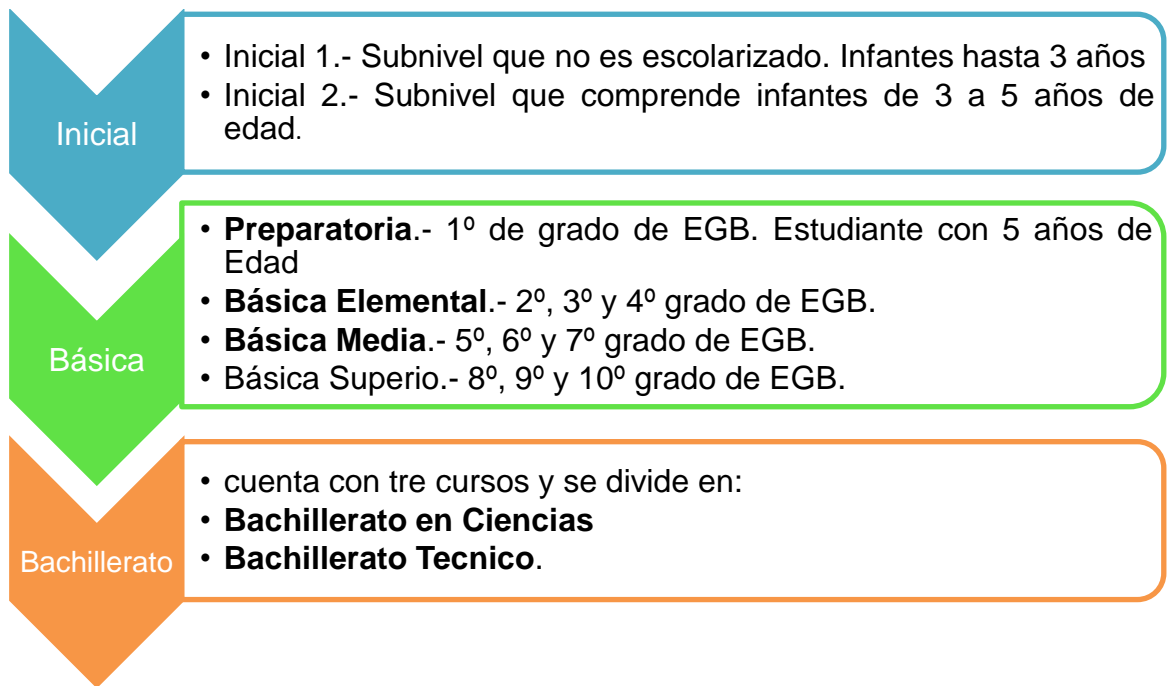 Inicial
• Inicial 1.- Subnivel que no es escolarizado. Infantes hasta 3 años
• Inicial 2.- Subnivel que comprende infantes de 3 a 5 años de
edad.
Básica
• Preparatoria.- 1º de grado de EGB. Estudiante con 5 años de
Edad
• Básica Elemental.- 2º, 3º y 4º grado de EGB.
• Básica Media.- 5º, 6º y 7º grado de EGB.
• Básica Superio.- 8º, 9º y 10º grado de EGB.
Bachillerato
• cuenta con tre cursos y se divide en:
• Bachillerato en Ciencias
• Bachillerato Tecnico.